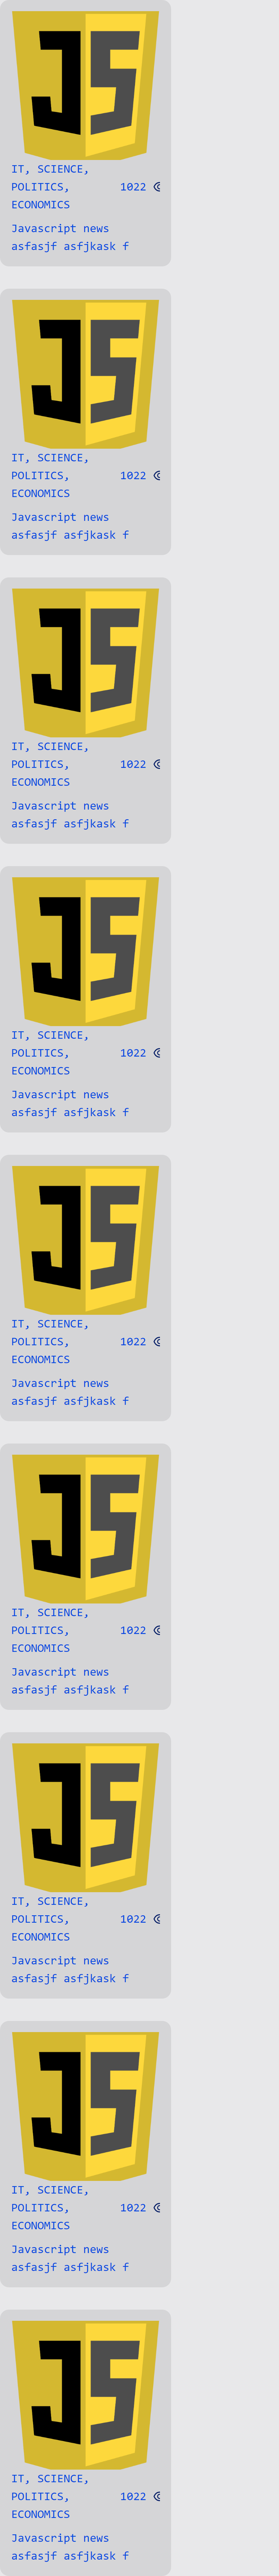 JS
IT, SCIENCE,
POLITICS, 1022
ECONOMICS
Javascript news
asfasjf asfjkask f
JS
IT, SCIENCE,
POLITICS, 1022
ECONOMICS
Javascript news
asfasjf asfjkask f
JS
IT, SCIENCE,
POLITICS, 1022
ECONOMICS
Javascript news
asfasjf asfjkask f
JS
IT, SCIENCE,
POLITICS, 1022
ECONOMICS
Javascript news
asfasjf asfjkask f
JS
IT, SCIENCE,
POLITICS, 1022
ECONOMICS
Javascript news
asfasjf asfjkask f
JS
IT, SCIENCE,
POLITICS, 1022
ECONOMICS
Javascript news
asfasjf asfjkask f
JS
IT, SCIENCE,
POLITICS, 1022
ECONOMICS
Javascript news
asfasjf asfjkask f
JS
IT, SCIENCE,
POLITICS, 1022
ECONOMICS
Javascript news
asfasjf asfjkask f
JS
IT, SCIENCE,
POLITICS, 1022
ECONOMICS
Javascript news
asfasjf asfjkask f